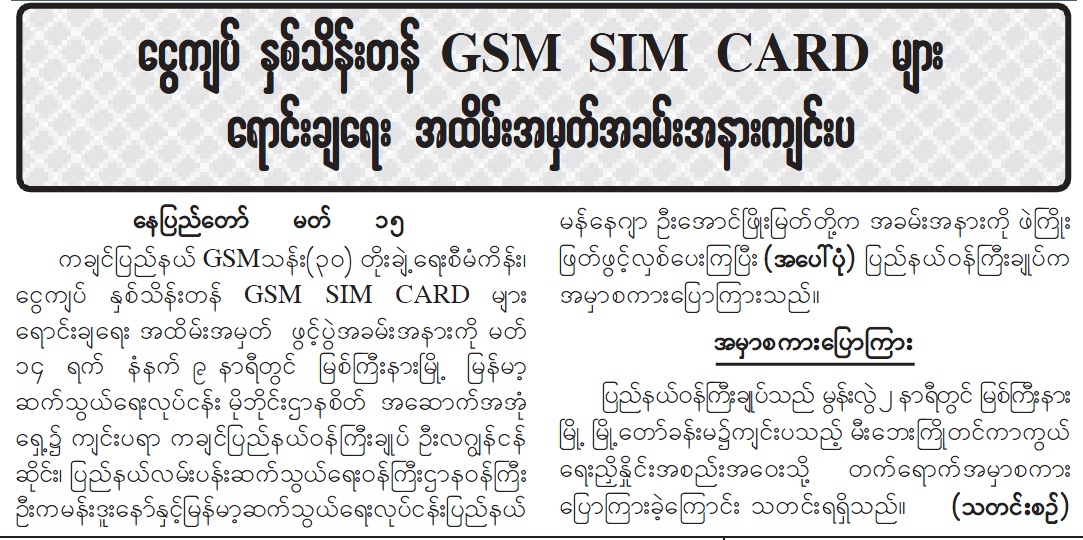 ငွေကျပ် နှစ်သိန်းတန် GSM SIM CARD များ
ရောင်းချရေး အထိမ်းအမှတ်အခမ်းအနားကျင်းပ
နေပြည်တော် မတ် ၁၅
ကချင်ပြည်နယ် GSMသန်း(၃၀) တိုးချဲ့ရေးစီမံကိန်း၊
ငွေကျပ် နှစ်သိန်းတန် GSM SIM CARD များ
ရောင်းချရေး အထိမ်းအမှတ် ဖွင့်ပွဲအခမ်းအနားကို မတ်
၁၄ ရက် နံနက် ၉ နာရီတွင် မြစ်ကြီးနားမြို့ မြန်မာ့
ဆက်သွယ်ရေးလုပ်ငန်း မိုဘိုင်းဌာနစိတ် အဆောက်အအုံ
ရှေ့၌ ကျင်းပရာ ကချင်ပြည်နယ်ဝန်ကြီးချုပ် ဦးလဂျွန်ငန်
ဆိုင်း၊ ပြည်နယ်လမ်းပန်းဆက်သွယ်ရေးဝန်ကြီးဌာနဝန်ကြီး
ဦးကမန်းဒူးနော်နှင့်မြန်မာ့ဆက်သွယ်ရေးလုပ်ငန်းပြည်နယ်
မန်နေဂျာ ဦးအောင်ဖြိုးမြတ်တို့က အခမ်းအနားကို ဖဲကြိုး
ဖြတ်ဖွင့်လှစ်ပေးကြပြီး (အပေါ်ပုံ) ပြည်နယ်ဝန်ကြီးချုပ်က
အမှာစကားပြောကြားသည်။
အမှာစကားပြောကြား
ပြည်နယ်ဝန်ကြီးချုပ်သည် မွန်းလွဲ၂ နာရီတွင် မြစ်ကြီးနား
မြို့ မြို့တော်ခန်းမ၌ကျင်းပသည့် မီးဘေးကြိုတင်ကာကွယ်
ရေးညှိနှိုင်းအစည်းအဝေးသို့ တက်ရောက်အမှာစကား
ပြောကြားခဲ့ကြောင်း သတင်းရရှိသည်။ (သတင်းစဉ်)